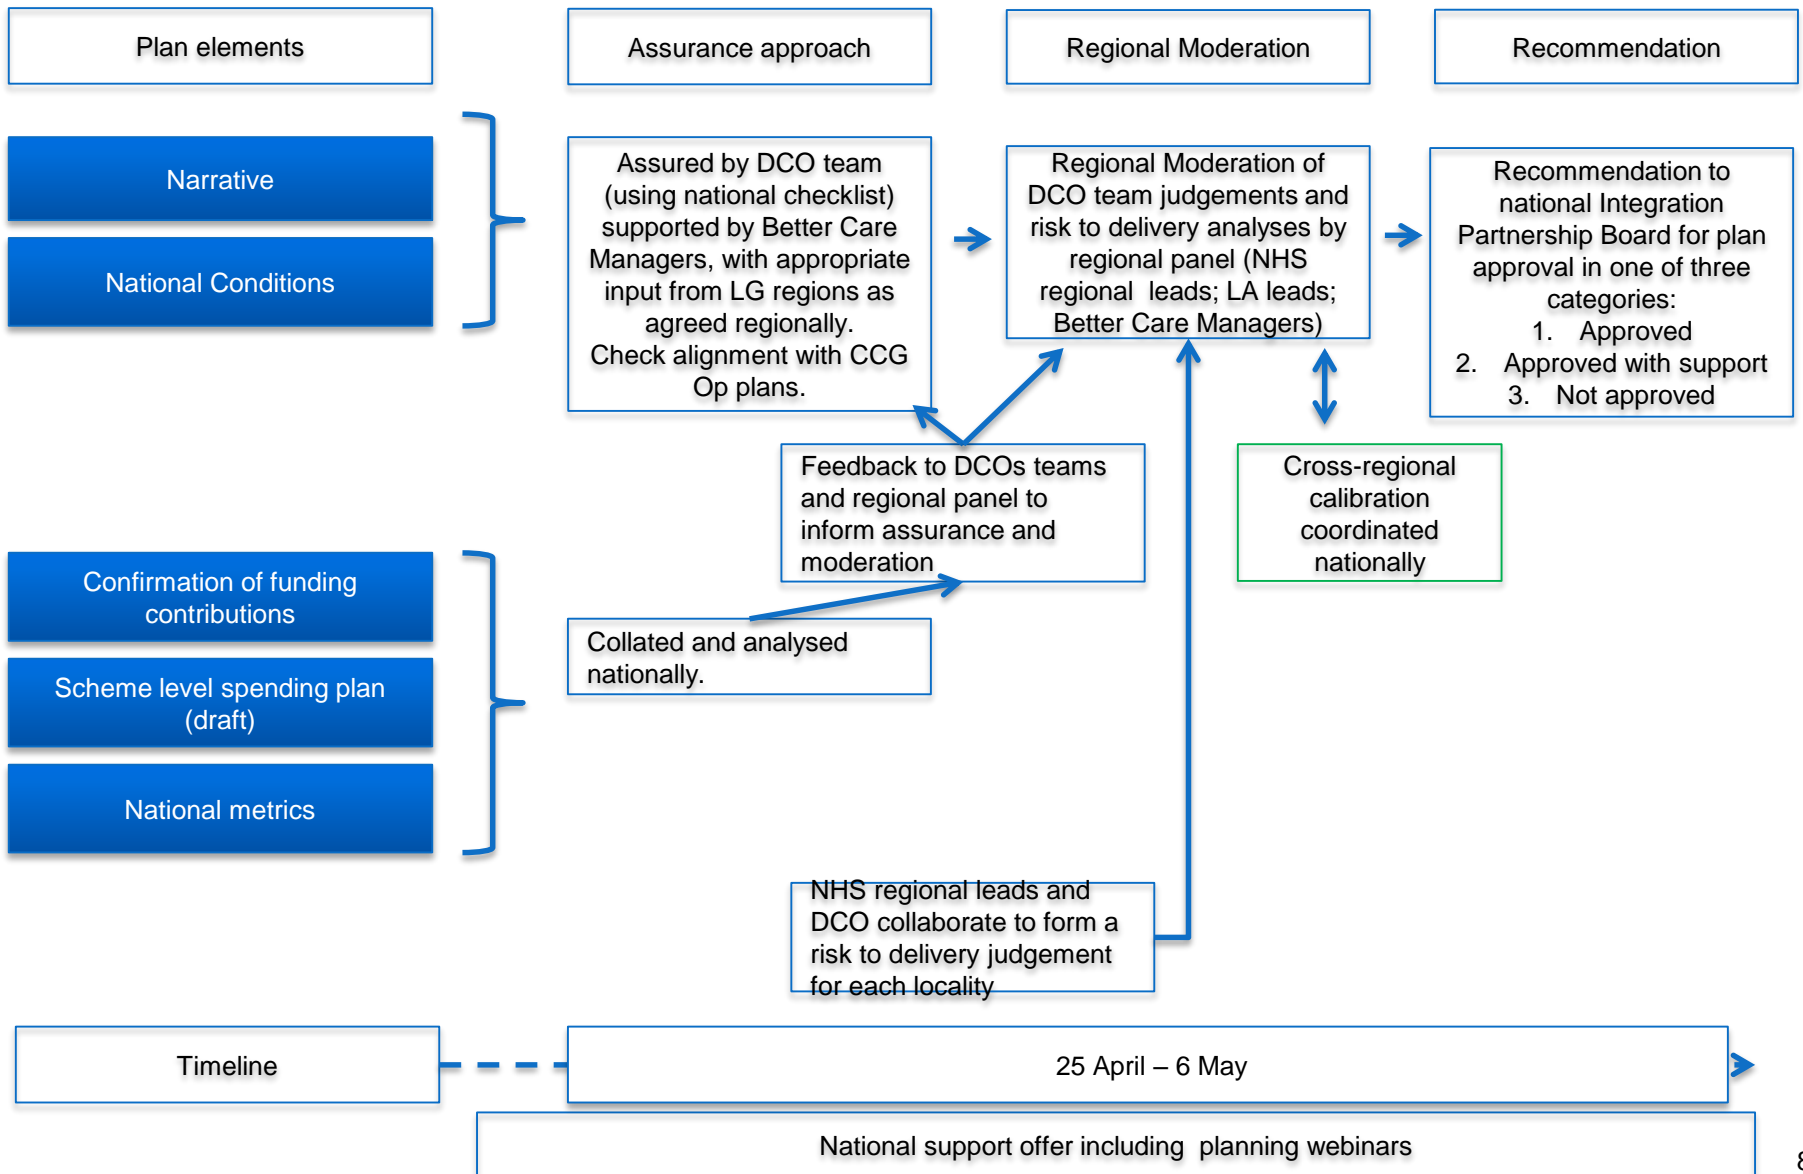 Plan elements
Assurance approach
Regional Moderation
Recommendation
Narrative
National Conditions
Assured by DCO team
(using national checklist)
supported by Better Care
Managers, with appropriate
input from LG regions as
agreed regionally.
Check alignment with CCG
Op plans.
Regional Moderation of
DCO team judgements and
risk to delivery analyses by
regional panel (NHS
regional leads; LA leads;
Better Care Managers)
Recommendation to
national Integration
Partnership Board for plan
approval in one of three
categories:
1. Approved
2. Approved with support
3. Not approved
Feedback to DCOs teams
and regional panel to
inform assurance and
moderation
Cross-regional
calibration
coordinated
nationally
Confirmation of funding
contributions
Scheme level spending plan
(draft)
National metrics
Collated and analysed
nationally.
NHS regional leads and
DCO collaborate to form a
risk to delivery judgement
for each locality
Timeline
25 April – 6 May
National support offer including planning webinars
8